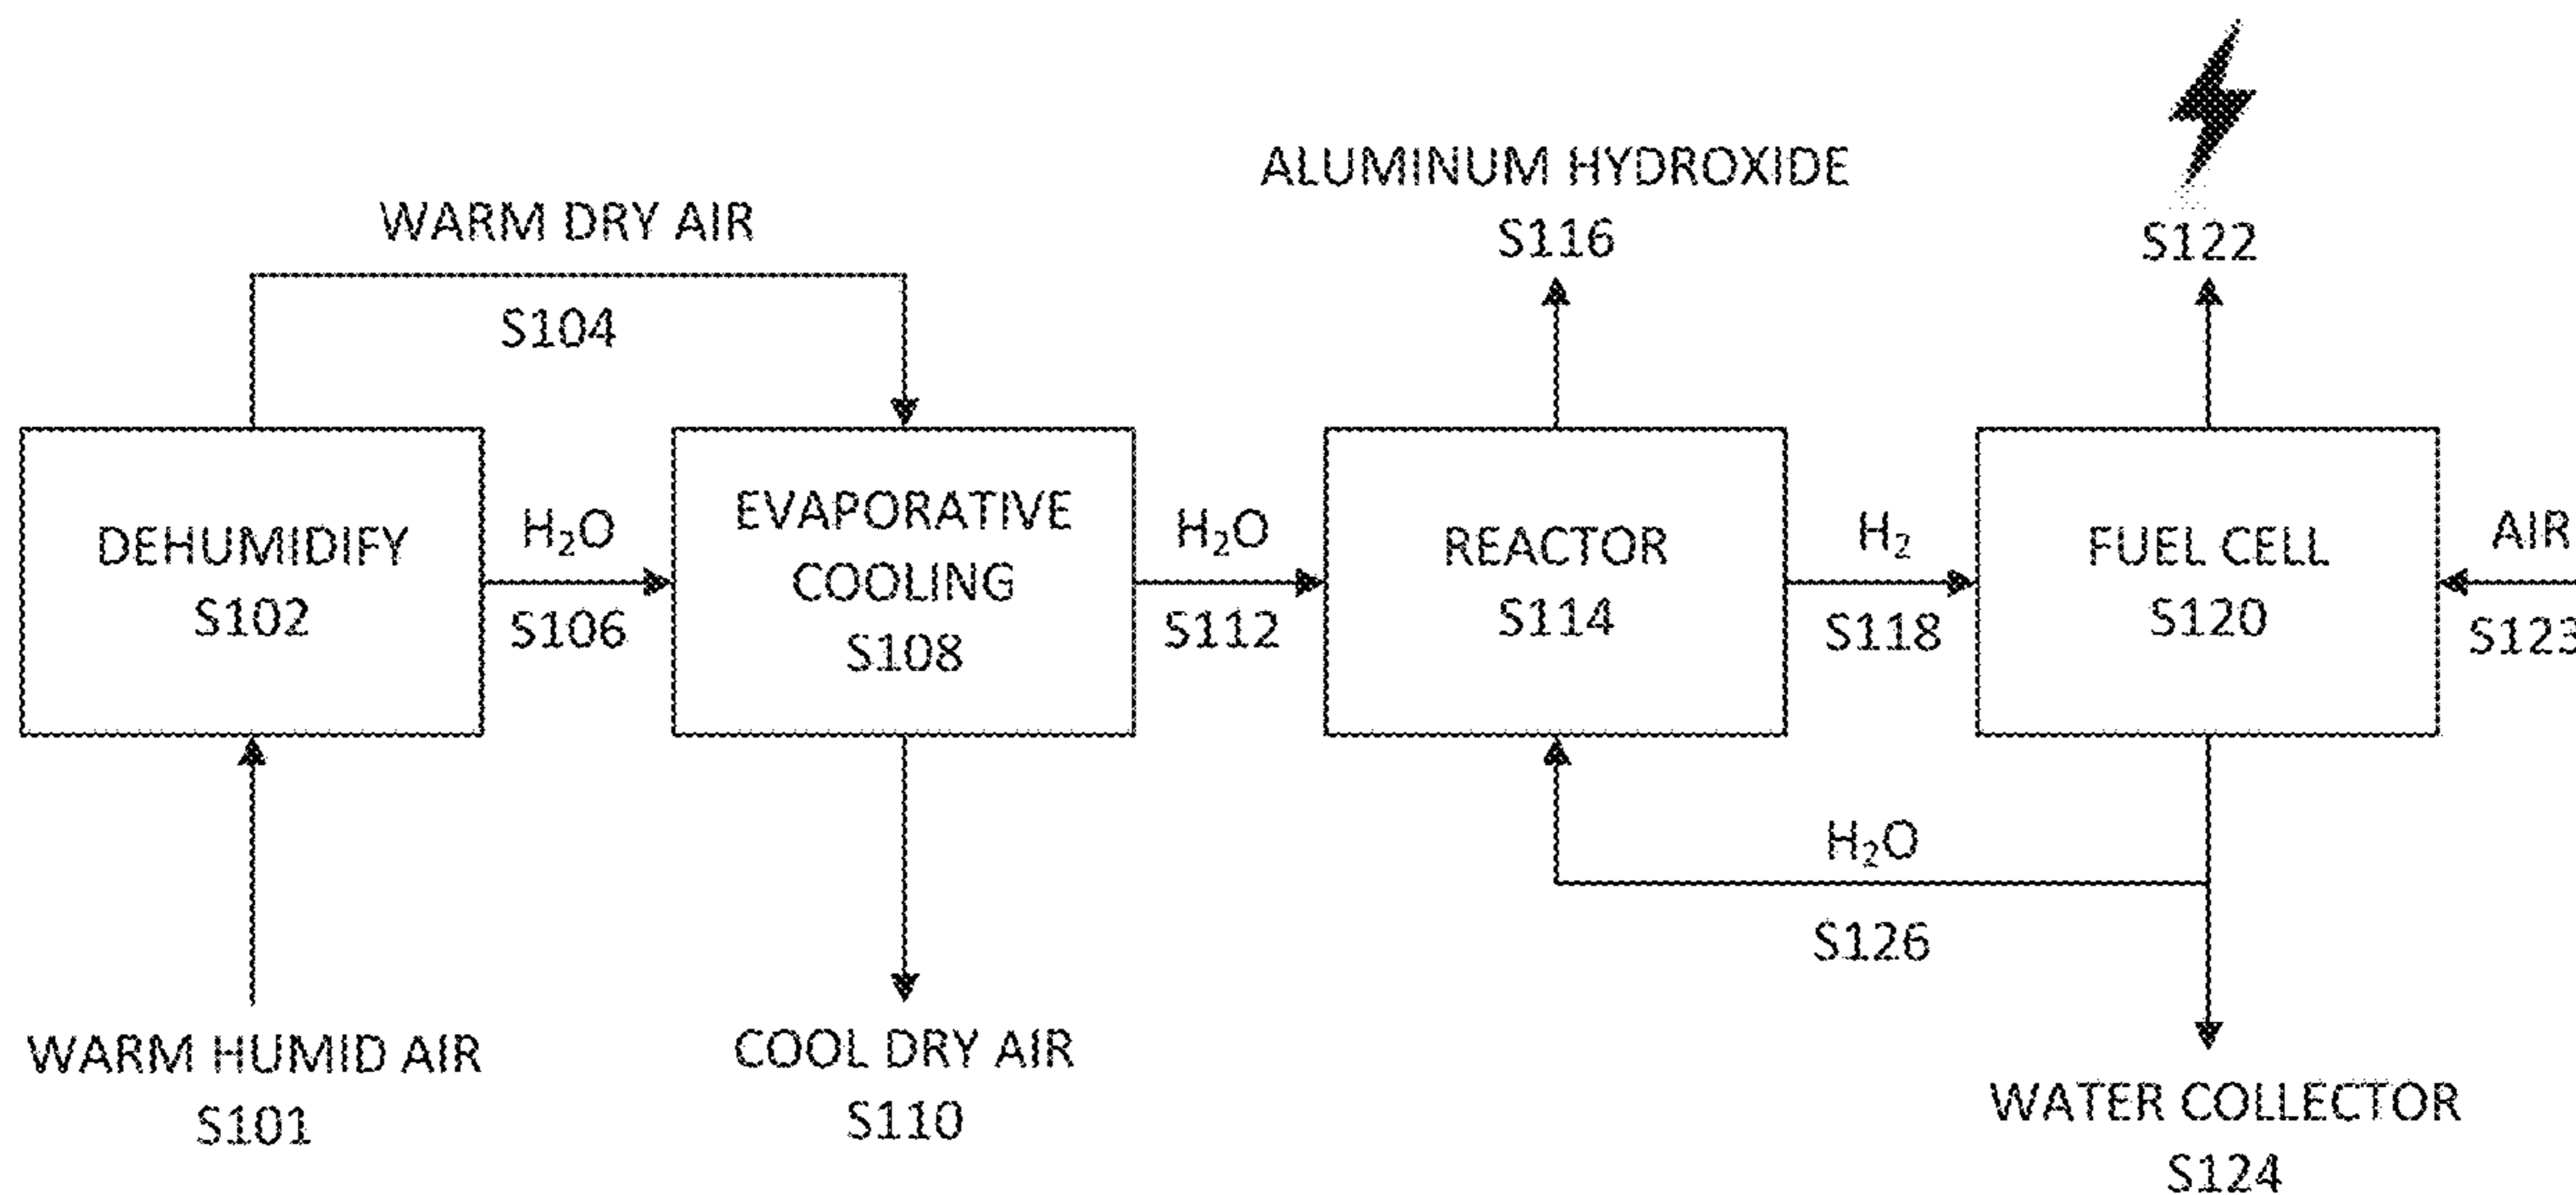 WARM DRY AIR
S104
ALUMINUM HYDROXIDE
S116
S122
DEHUMIDIFY
S102
H₂O
S106
EVAPORATIVE
COOLING
S108
H₂O
S112
REACTOR
S114
H₂
S118
FUEL CELL
S120
AIR
S123
H₂O
S126
WARM HUMID AIR
S101
COOL DRY AIR
S110
WATER COLLECTOR
S124